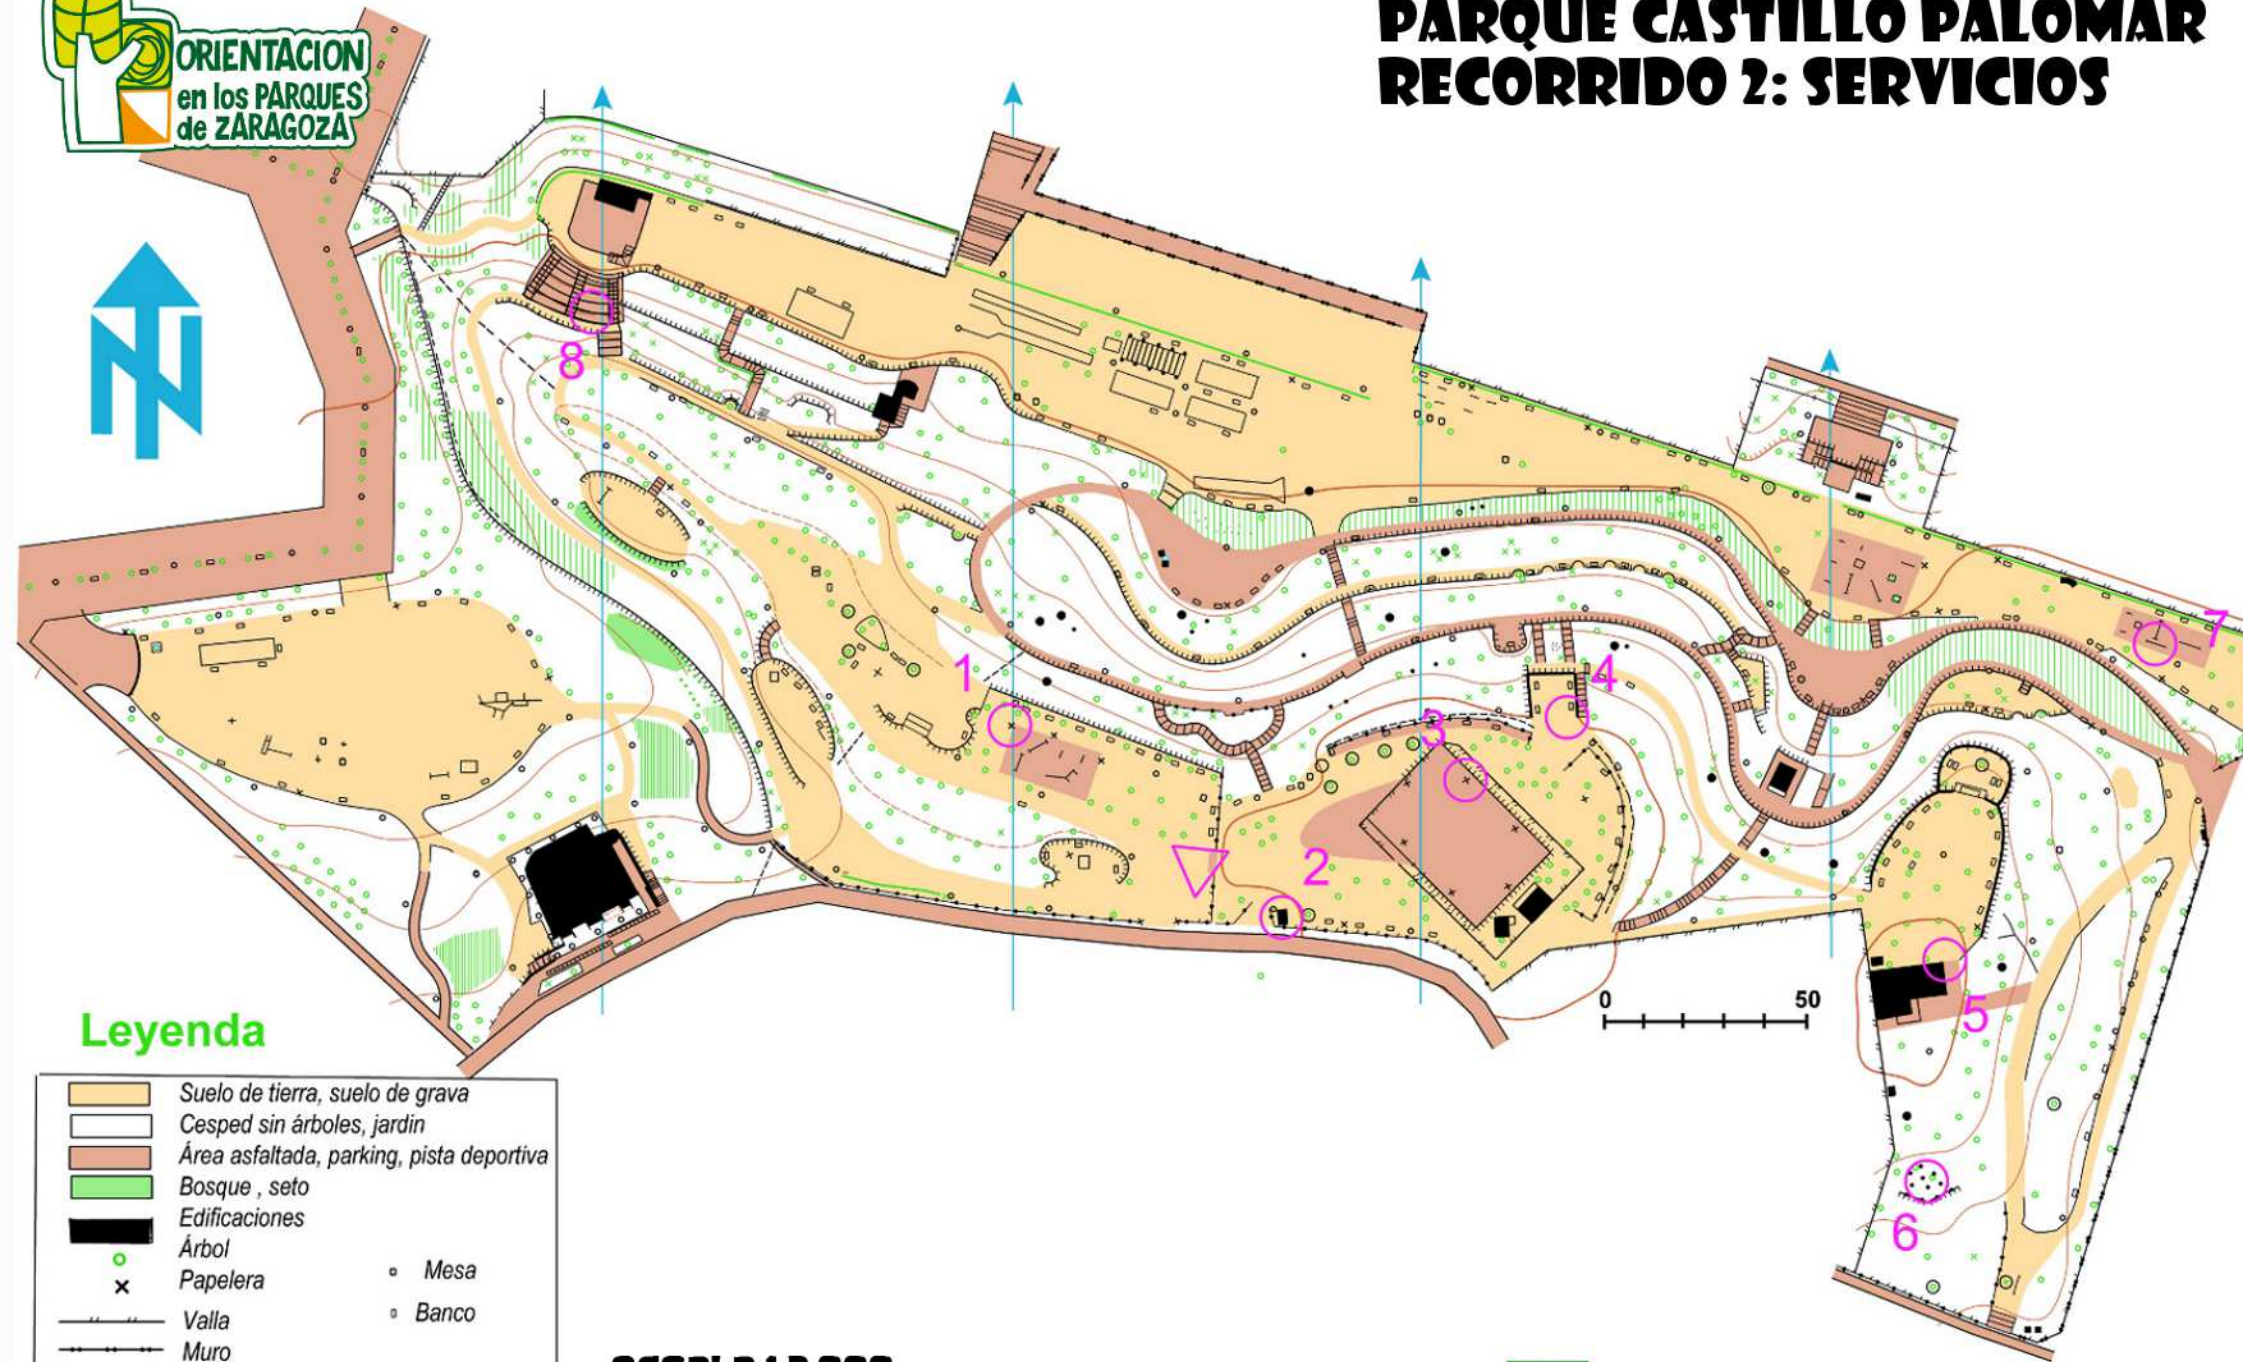 ORIENTACION
en los PARQUES
de ZARAGOZA
PARQUE CASTILLO PALOMAR
RECORRIDO 2: SERVICIOS
N
8
7
1
4
3
2
0 50
5
6
Leyenda
Suelo de tierra, suelo de grava
Cesped sin árboles, jardin
Área asfaltada, parking, pista deportiva
Bosque , seto
Edificaciones
Árbol
Papelera
Mesa
Banco
Valla
Muro